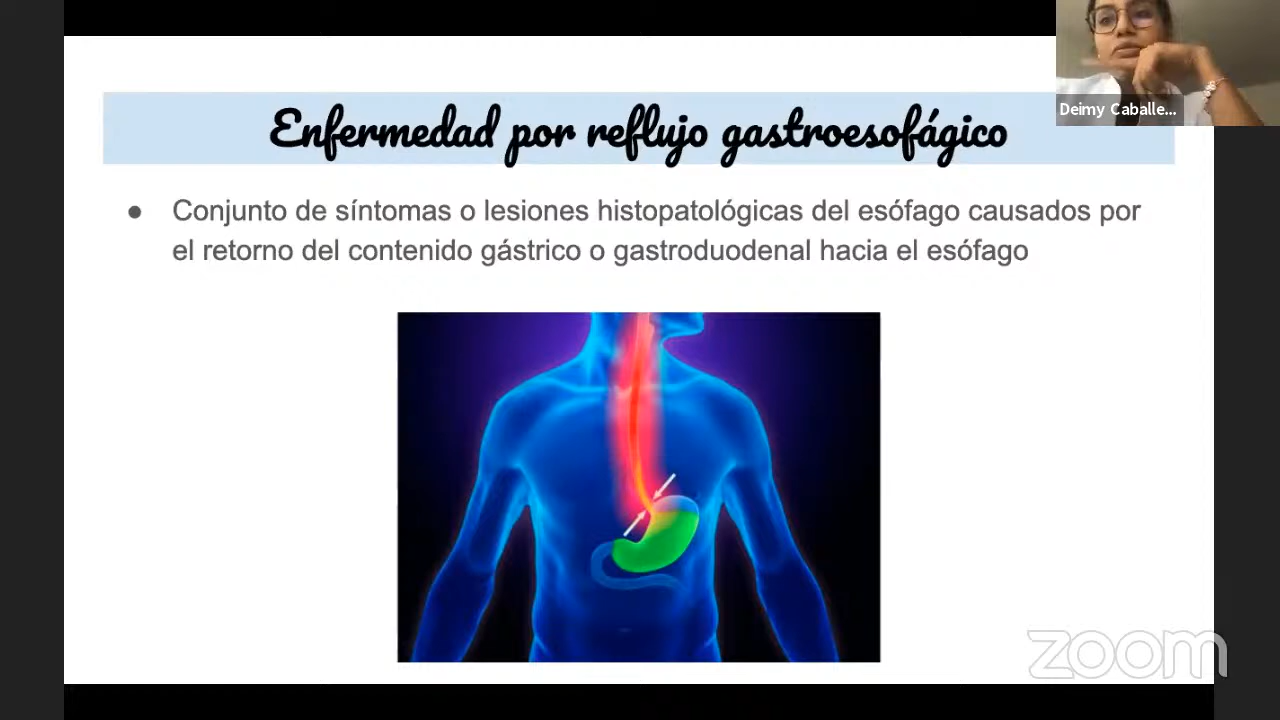 Enfermedad por reflujo gastroesofágico
Deimy Caballe...
● Conjunto de síntomas o lesiones histopatológicas del esófago causados por
el retorno del contenido gástrico o gastroduodenal hacia el esófago
zoom